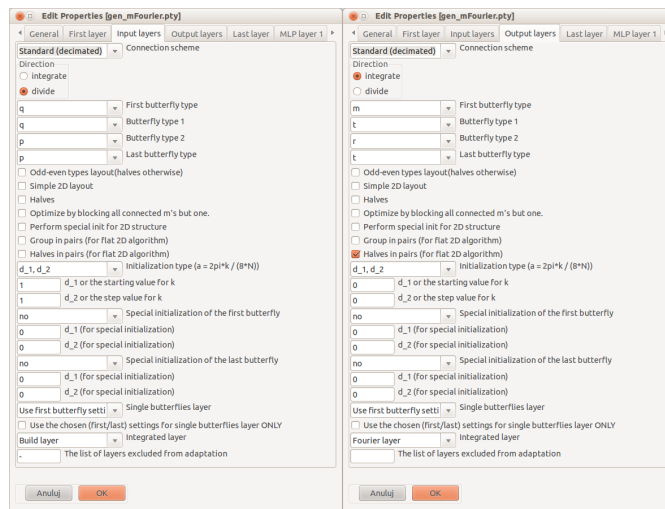 Edit Properties [gen_mFourier.pty]
General First layer Input layers Output layers Last layer MLP layer 1
Standard (decimated) Connection scheme
Direction
integrate
divide
q First butterfly type
q Butterfly type 1
p Butterfly type 2
p Last butterfly type
Odd-even types layout(halves otherwise)
Simple 2D layout
Halves
Optimize by blocking all connected m's but one.
Perform special init for 2D structure
Group in pairs (for flat 2D algorithm)
Halves in pairs (for flat 2D algorithm)
d_1, d_2 Initialization type (a = 2pi*k / (8*N))
1 d_1 or the starting value for k
1 d_2 or the step value for k
no Special initialization of the first butterfly
0 d_1 (for special initialization)
0 d_2 (for special initialization)
no Special initialization of the last butterfly
0 d_1 (for special initialization)
0 d_2 (for special initialization)
Use first butterfly setti Single butterflies layer
Use the chosen (first/last) settings for single butterflies layer ONLY
Build layer Integrated layer
- The list of layers excluded from adaptation
Anuluj OK
Edit Properties [gen_mFourier.pty]
General First layer Input layers Output layers Last layer MLP layer 1
Standard (decimated) Connection scheme
Direction
integrate
divide
m First butterfly type
t Butterfly type 1
r Butterfly type 2
t Last butterfly type
Odd-even types layout(halves otherwise)
Simple 2D layout
Halves
Optimize by blocking all connected m's but one.
Perform special init for 2D structure
Group in pairs (for flat 2D algorithm)
Halves in pairs (for flat 2D algorithm)
d_1, d_2 Initialization type (a = 2pi*k / (8*N))
0 d_1 or the starting value for k
0 d_2 or the step value for k
no Special initialization of the first butterfly
0 d_1 (for special initialization)
0 d_2 (for special initialization)
no Special initialization of the last butterfly
0 d_1 (for special initialization)
0 d_2 (for special initialization)
Use first butterfly setti Single butterflies layer
Use the chosen (first/last) settings for single butterflies layer ONLY
Fourier layer Integrated layer
The list of layers excluded from adaptation
Anuluj OK